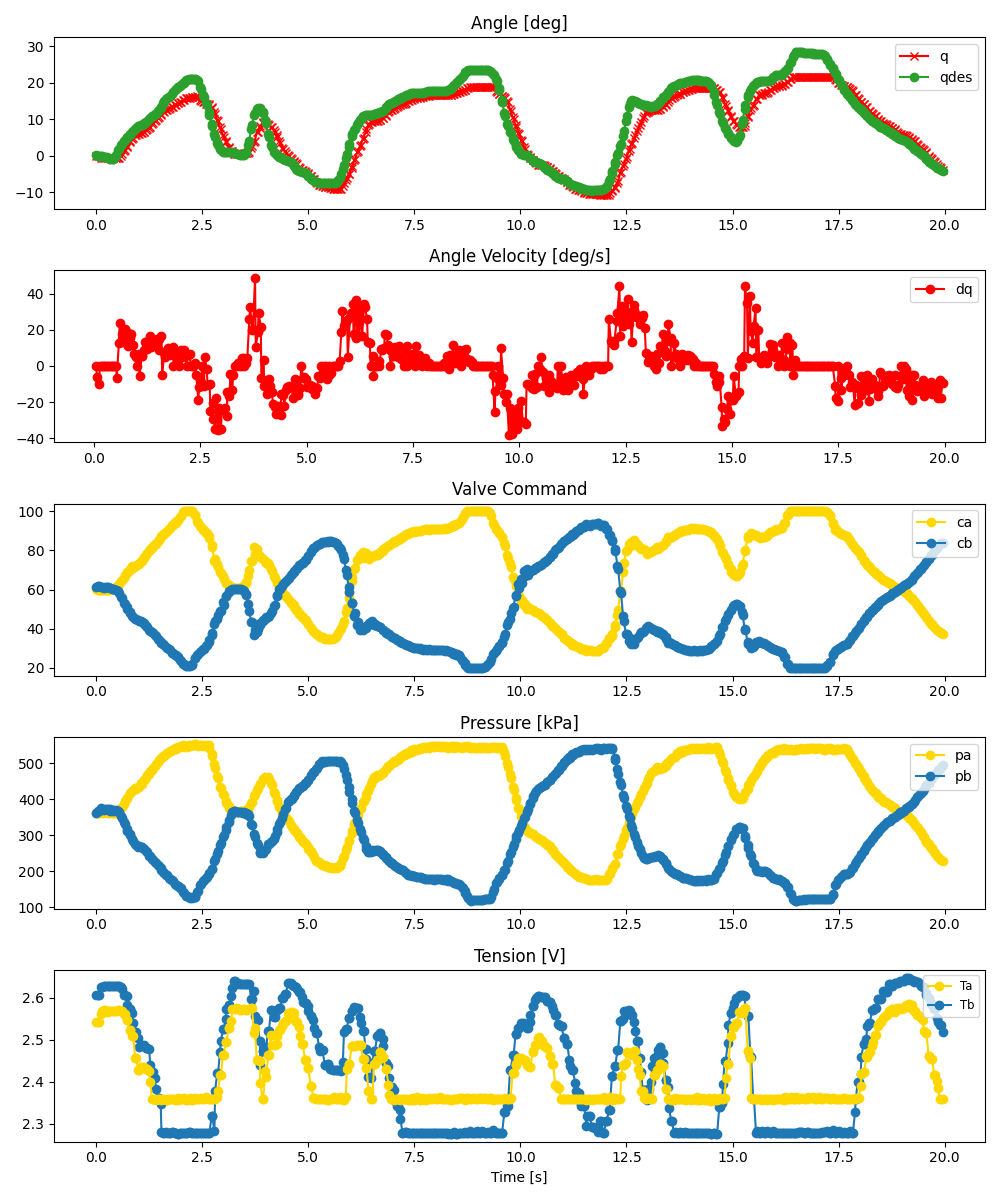 Angle [deg]
30
20
10
0
−10
q
qdes
0.0 2.5 5.0 7.5 10.0 12.5 15.0 17.5 20.0
Angle Velocity [deg/s]
40
20
0
−20
−40
dq
0.0 2.5 5.0 7.5 10.0 12.5 15.0 17.5 20.0
Valve Command
100
80
60
40
20
ca
cb
0.0 2.5 5.0 7.5 10.0 12.5 15.0 17.5 20.0
Pressure [kPa]
500
400
300
200
100
pa
pb
0.0 2.5 5.0 7.5 10.0 12.5 15.0 17.5 20.0
Tension [V]
2.6
2.5
2.4
2.3
Ta
Tb
0.0 2.5 5.0 7.5 10.0 12.5 15.0 17.5 20.0
Time [s]